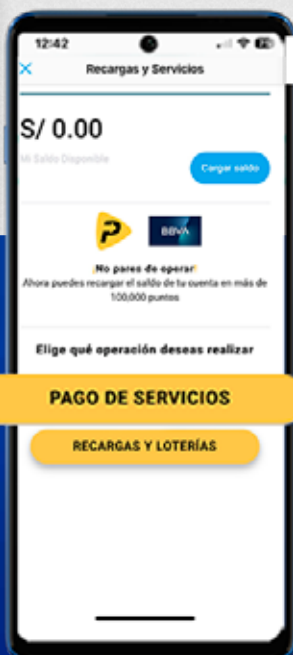 12:42
Recargas y Servicios
S/ 0.00
Mi Saldo Disponible
Cargar saldo
P BBVA
¡No pares de operar!
Ahora puedes recargar el saldo de tu cuenta en más de
100,000 puntos
Elige qué operación deseas realizar
PAGO DE SERVICIOS
RECARGAS Y LOTERÍAS